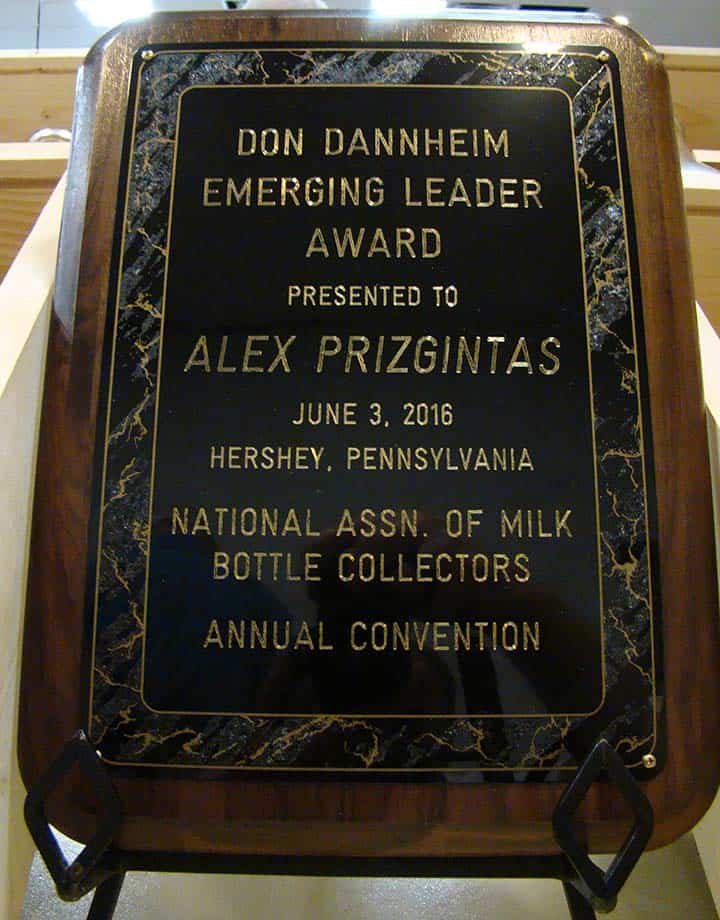 DON DANNHEIM
EMERGING LEADER
AWARD
PRESENTED TO
ALEX PRIZGINTAS
JUNE 3, 2016
HERSHEY, PENNSYLVANIA
NATIONAL ASSN. OF MILK
BOTTLE COLLECTORS
ANNUAL CONVENTION